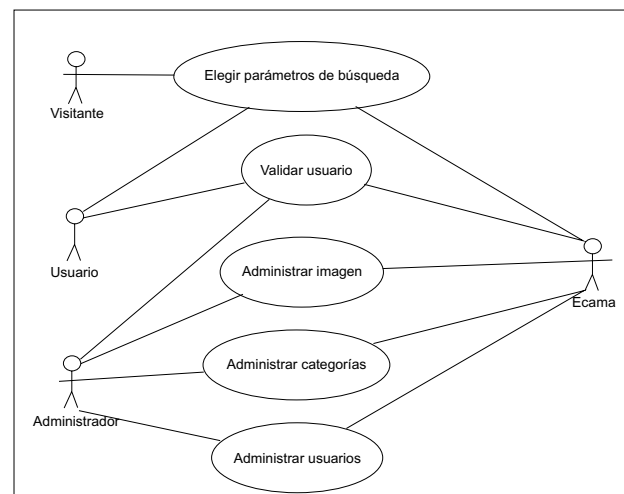 Elegir parámetros de búsqueda
Visitante
Validar usuario
Usuario
Administrar imagen
Ecama
Administrar categorías
Administrador
Administrar usuarios